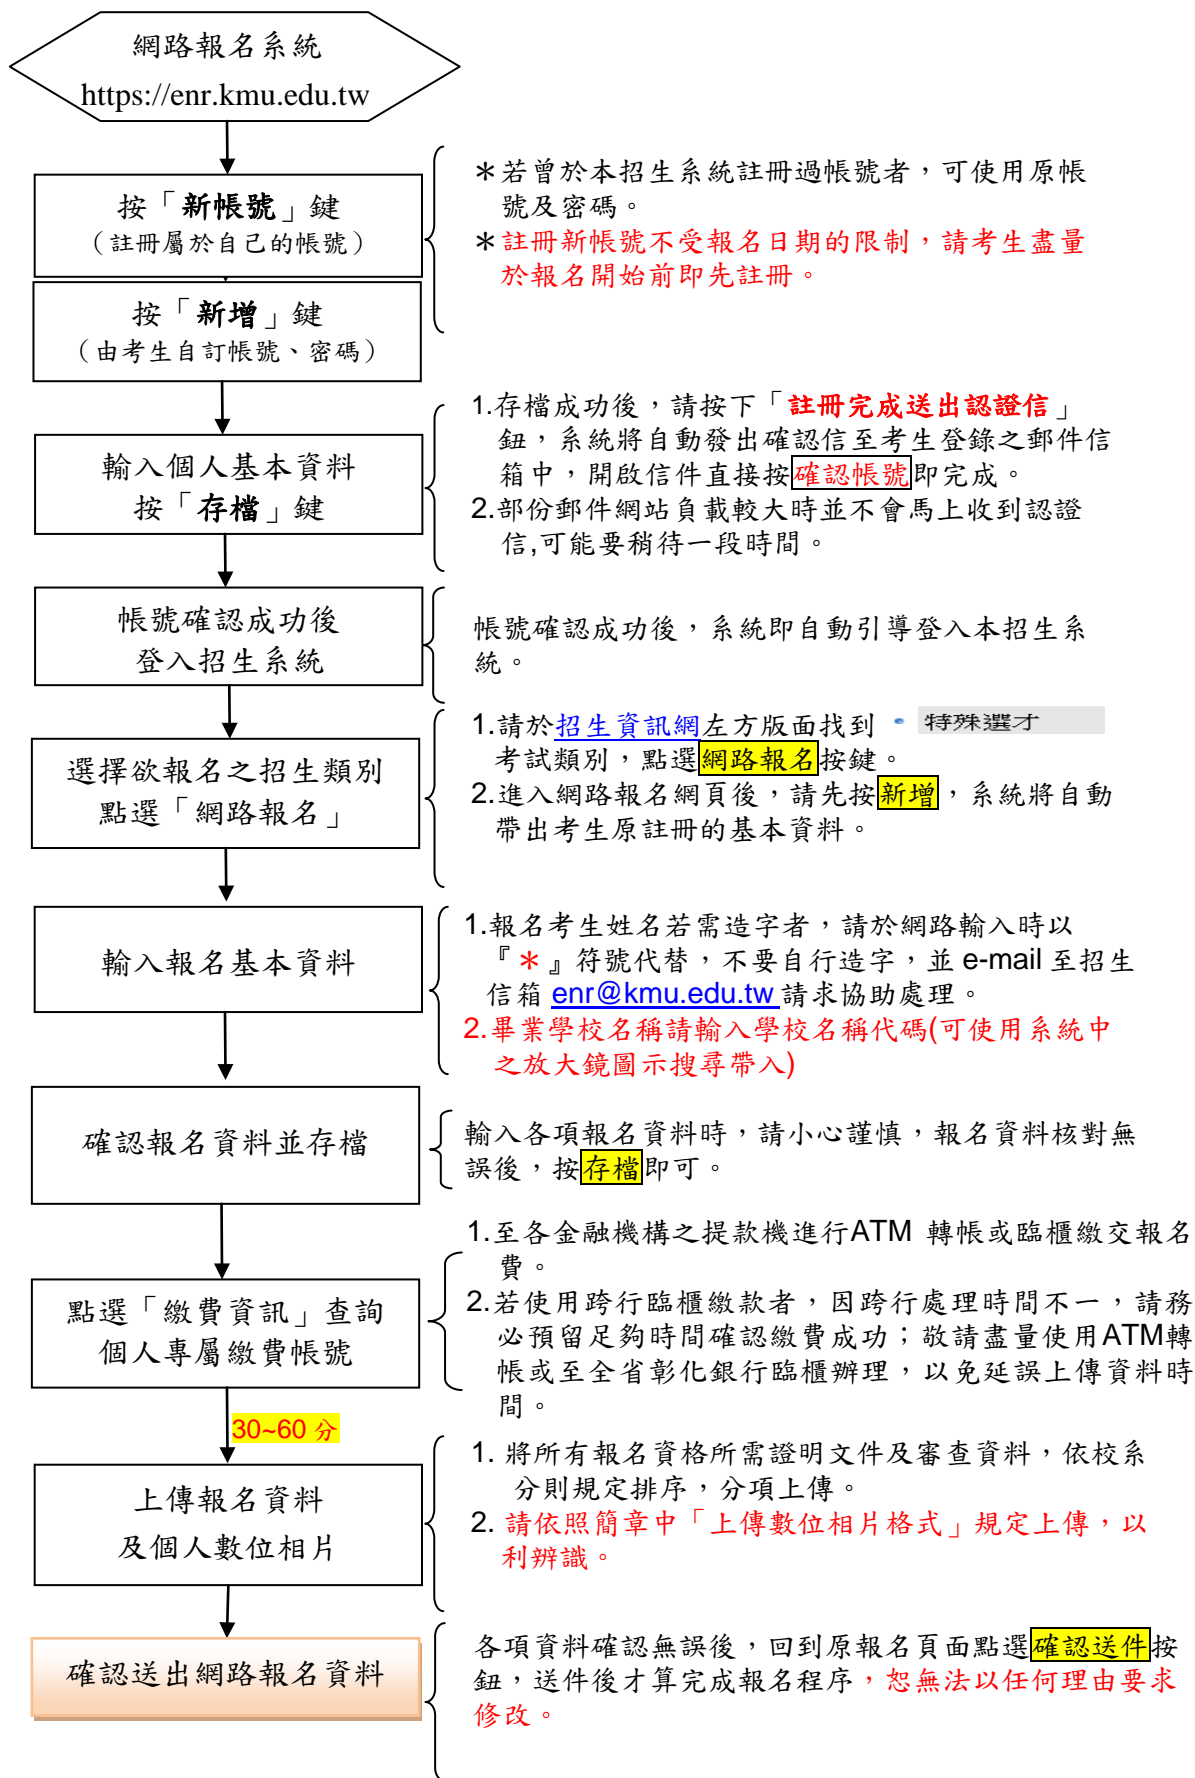 網路報名系統
https://enr.kmu.edu.tw
按「新帳號」鍵
（註冊屬於自己的帳號）
＊若曾於本招生系統註冊過帳號者，可使用原帳
號及密碼。
＊註冊新帳號不受報名日期的限制，請考生盡量
於報名開始前即先註冊。
按「新增」鍵
（由考生自訂帳號、密碼）
輸入個人基本資料
按「存檔」鍵
1.存檔成功後，請按下「註冊完成送出認證信」
鈕，系統將自動發出確認信至考生登錄之郵件信
箱中，開啟信件直接按確認帳號即完成。
2.部份郵件網站負載較大時並不會馬上收到認證
信,可能要稍待一段時間。
帳號確認成功後
登入招生系統
帳號確認成功後，系統即自動引導登入本招生系
統。
選擇欲報名之招生類別
點選「網路報名」
1.請於招生資訊網左方版面找到 • 特殊選才
考試類別，點選網路報名按鍵。
2.進入網路報名網頁後，請先按新增，系統將自動
帶出考生原註冊的基本資料。
輸入報名基本資料
1.報名考生姓名若需造字者，請於網路輸入時以
『＊』符號代替，不要自行造字，並 e-mail 至招生
信箱 enr@kmu.edu.tw 請求協助處理。
2.畢業學校名稱請輸入學校名稱代碼(可使用系統中
之放大鏡圖示搜尋帶入)
確認報名資料並存檔
輸入各項報名資料時，請小心謹慎，報名資料核對無
誤後，按存檔即可。
點選「繳費資訊」查詢
個人專屬繳費帳號
1.至各金融機構之提款機進行ATM 轉帳或臨櫃繳交報名
費。
2.若使用跨行臨櫃繳款者，因跨行處理時間不一，請務
必預留足夠時間確認繳費成功；敬請盡量使用ATM轉
帳或至全省彰化銀行臨櫃辦理，以免延誤上傳資料時
間。
30~60 分
上傳報名資料
及個人數位相片
1. 將所有報名資格所需證明文件及審查資料，依校系
分則規定排序，分項上傳。
2. 請依照簡章中「上傳數位相片格式」規定上傳，以
利辨識。
確認送出網路報名資料
各項資料確認無誤後，回到原報名頁面點選確認送件按
鈕，送件後才算完成報名程序，恕無法以任何理由要求
修改。